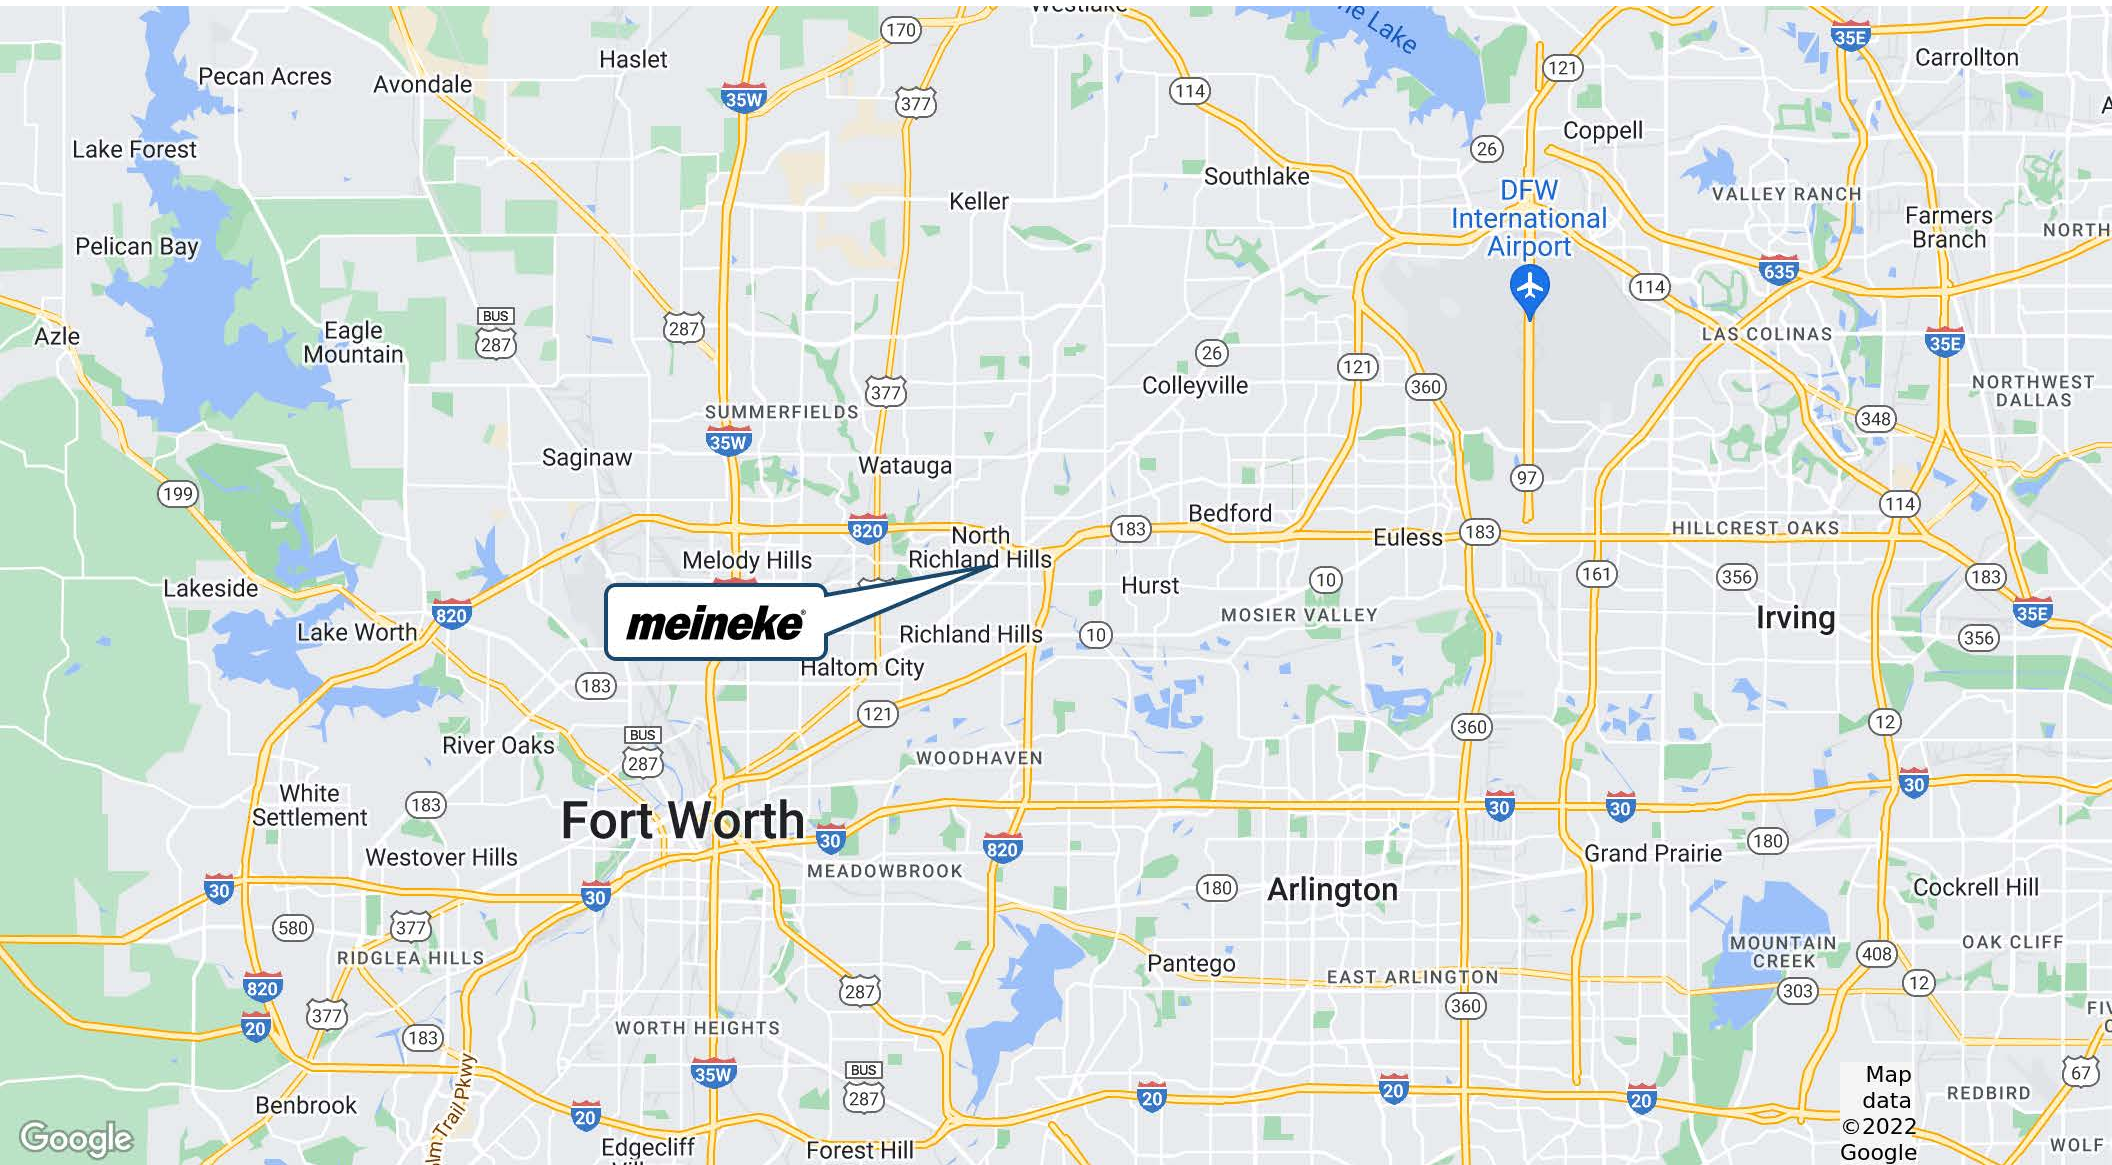 Westlake
The Lake
170
Haslet
35E
Carrollton
Pecan Acres
Avondale
121
35W
377
114
Coppell
Lake Forest
26
Southlake
DFW
International
Airport
VALLEY RANCH
Keller
Farmers
Branch
NORTH
Pelican Bay
635
114
BUS
287
287
Azle
Eagle
Mountain
LAS COLINAS
35E
26
121
Colleyville
360
377
NORTHWEST
DALLAS
SUMMERFIELDS
35W
348
Saginaw
Watauga
97
199
114
Bedford
820
183
HILLCREST OAKS
North
Richland Hills
Euless
183
Melody Hills
161
356
183
10
Hurst
Lakeside
820
meineke®
MOSIER VALLEY
Irving
35E
Lake Worth
Richland Hills
10
356
Haltom City
183
121
12
360
BUS
287
River Oaks
WOODHAVEN
30
White
Settlement
183
30
30
Fort Worth
30
820
180
Westover Hills
Grand Prairie
MEADOWBROOK
30
30
180
Arlington
Cockrell Hill
580
377
RIDGLEA HILLS
MOUNTAIN
CREEK
OAK CLIFF
408
Pantego
EAST ARLINGTON
820
287
303
12
377
360
20
WORTH HEIGHTS
183
35W
BUS
287
67
Map
data
©2022
Google
20
20
20
REDBIRD
Benbrook
20
Google
Edgecliff
Forest Hill
WOLF